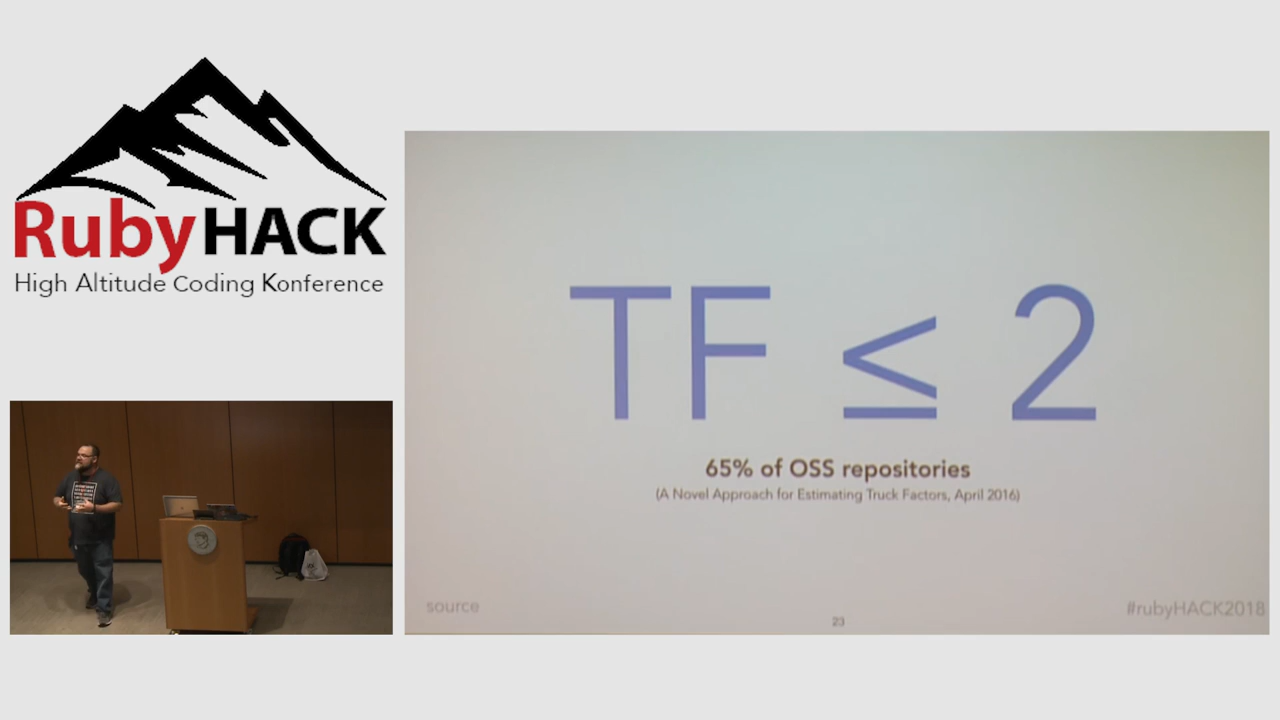 RubyHACK
High Altitude Coding Konference
TF ≤ 2
65% of OSS repositories
(A Novel Approach for Estimating Truck Factors, April 2016)
source
23
#rubyHACK2018